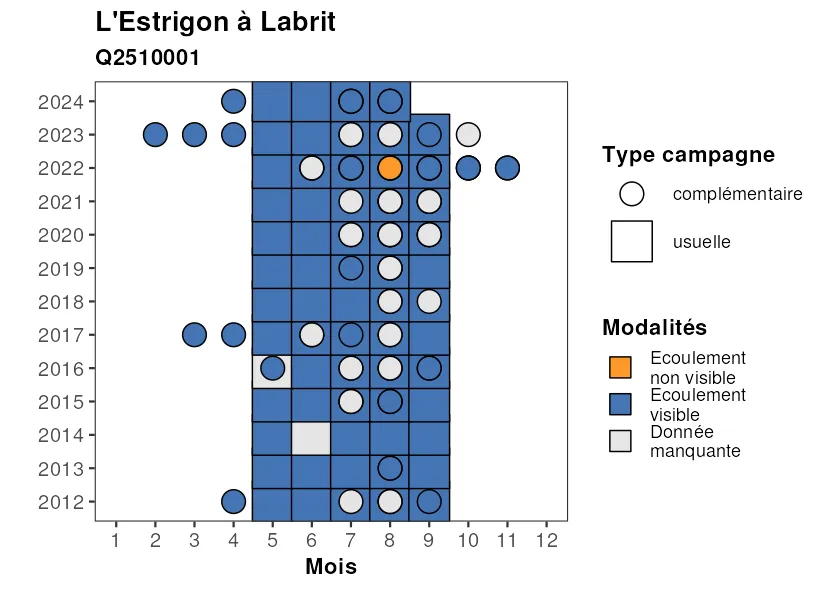 L'Estrigon à Labrit
Q2510001
2024
2023
2022
2021
2020
2019
2018
2017
2016
2015
2014
2013
2012
1 2 3 4 5 6 7 8 9 10 11 12
Mois
Type campagne
complémentaire
usuelle
Modalités
Ecoulement
non visible
Ecoulement
visible
Donnée
manquante